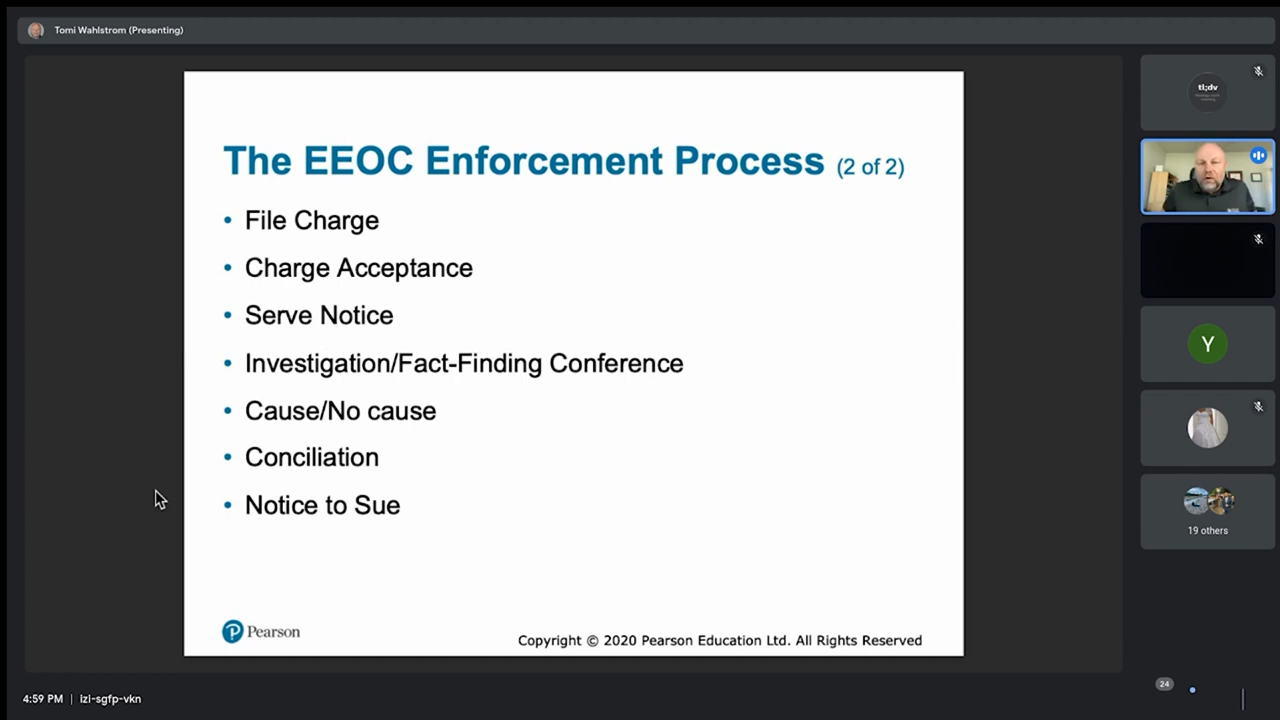 Tomi Wahlstrom (Presenting)
The EEOC Enforcement Process (2 of 2)
• File Charge
• Charge Acceptance
• Serve Notice
• Investigation/Fact-Finding Conference
• Cause/No cause
• Conciliation
• Notice to Sue
Pearson
Copyright © 2020 Pearson Education Ltd. All Rights Reserved
tl;dv
Y
19 others
4:59 PM | lzl-sgfp-vkn
24